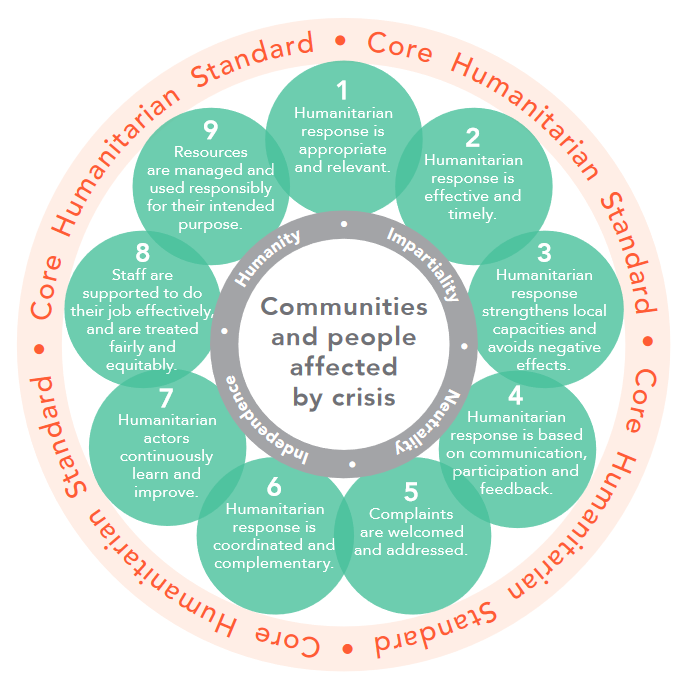 Core Humanitarian Standard • Core Humanitarian Standard • Core Humanitarian Standard • Core Humanitarian Standard •
1
Humanitarian
response is
appropriate
and relevant.
2
Humanitarian
response is
effective and
timely.
3
Humanitarian
response
strengthens local
capacities and
avoids negative
effects.
4
Humanitarian
response is based
on communication,
participation and
feedback.
5
Complaints
are welcomed
and addressed.
6
Humanitarian
response is
coordinated and
complementary.
7
Humanitarian
actors
continuously
learn and
improve.
8
Staff are
supported to do
their job effectively,
and are treated
fairly and
equitably.
9
Resources
are managed and
used responsibly
for their intended
purpose.
Humanity • Impartiality • Neutrality • Independence •
Communities
and people
affected
by crisis